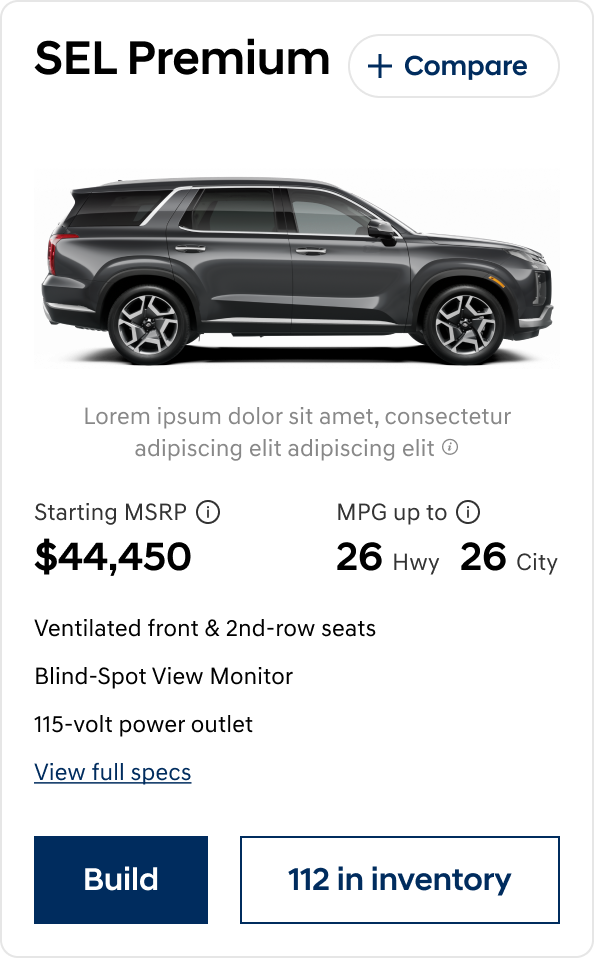 SEL Premium
+ Compare
Lorem ipsum dolor sit amet, consectetur
adipiscing elit adipiscing elit
Starting MSRP
MPG up to
$44,450
26 Hwy 26 City
Ventilated front & 2nd-row seats
Blind-Spot View Monitor
115-volt power outlet
View full specs
Build
112 in inventory